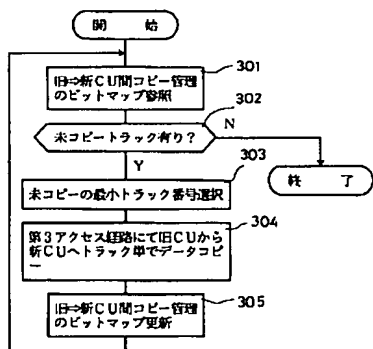 開 始
301
旧⇒新CU間コピー管理
のビットマップ参照
302
未コピートラック有り？
N
Y
303
未コピーの最小トラック番号選択
終 了
304
第3アクセス経路にて旧CUから
新CUへトラック単でデータコピ
ー
305
旧⇒新CU間コピー管理
のビットマップ更新